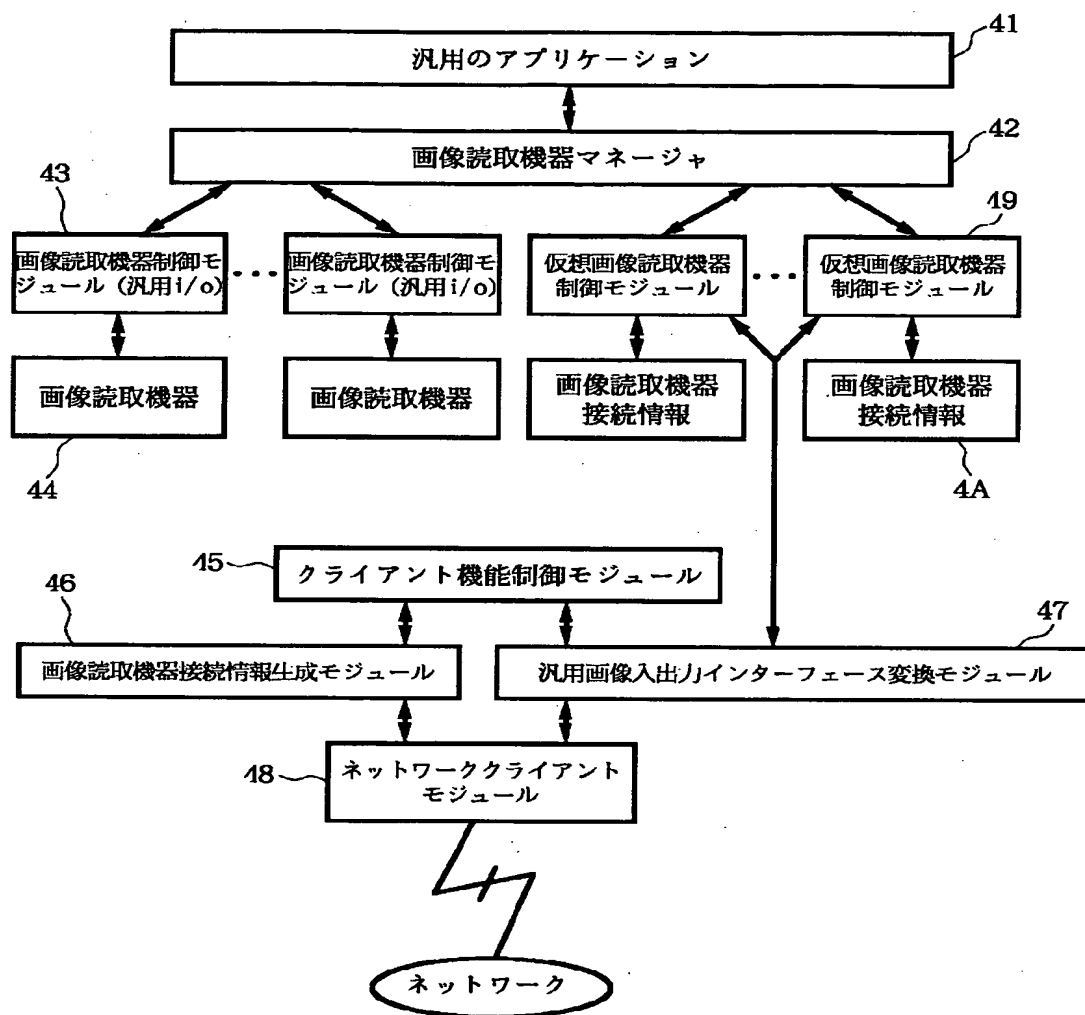 汎用のアプリケーション
41
画像読取機器マネージャ
42
43
画像読取機器制御モ
ジュール (汎用i/o)
画像読取機器制御モ
ジュール (汎用i/o)
仮想画像読取機器
制御モジュール
仮想画像読取機器
制御モジュール
49
画像読取機器
画像読取機器
画像読取機器
接続情報
画像読取機器
接続情報
44
4A
45
クライアント機能制御モジュール
46
画像読取機器接続情報生成モジュール
汎用画像入出力インターフェース変換モジュール
47
48
ネットワーククライアント
モジュール
ネットワーク